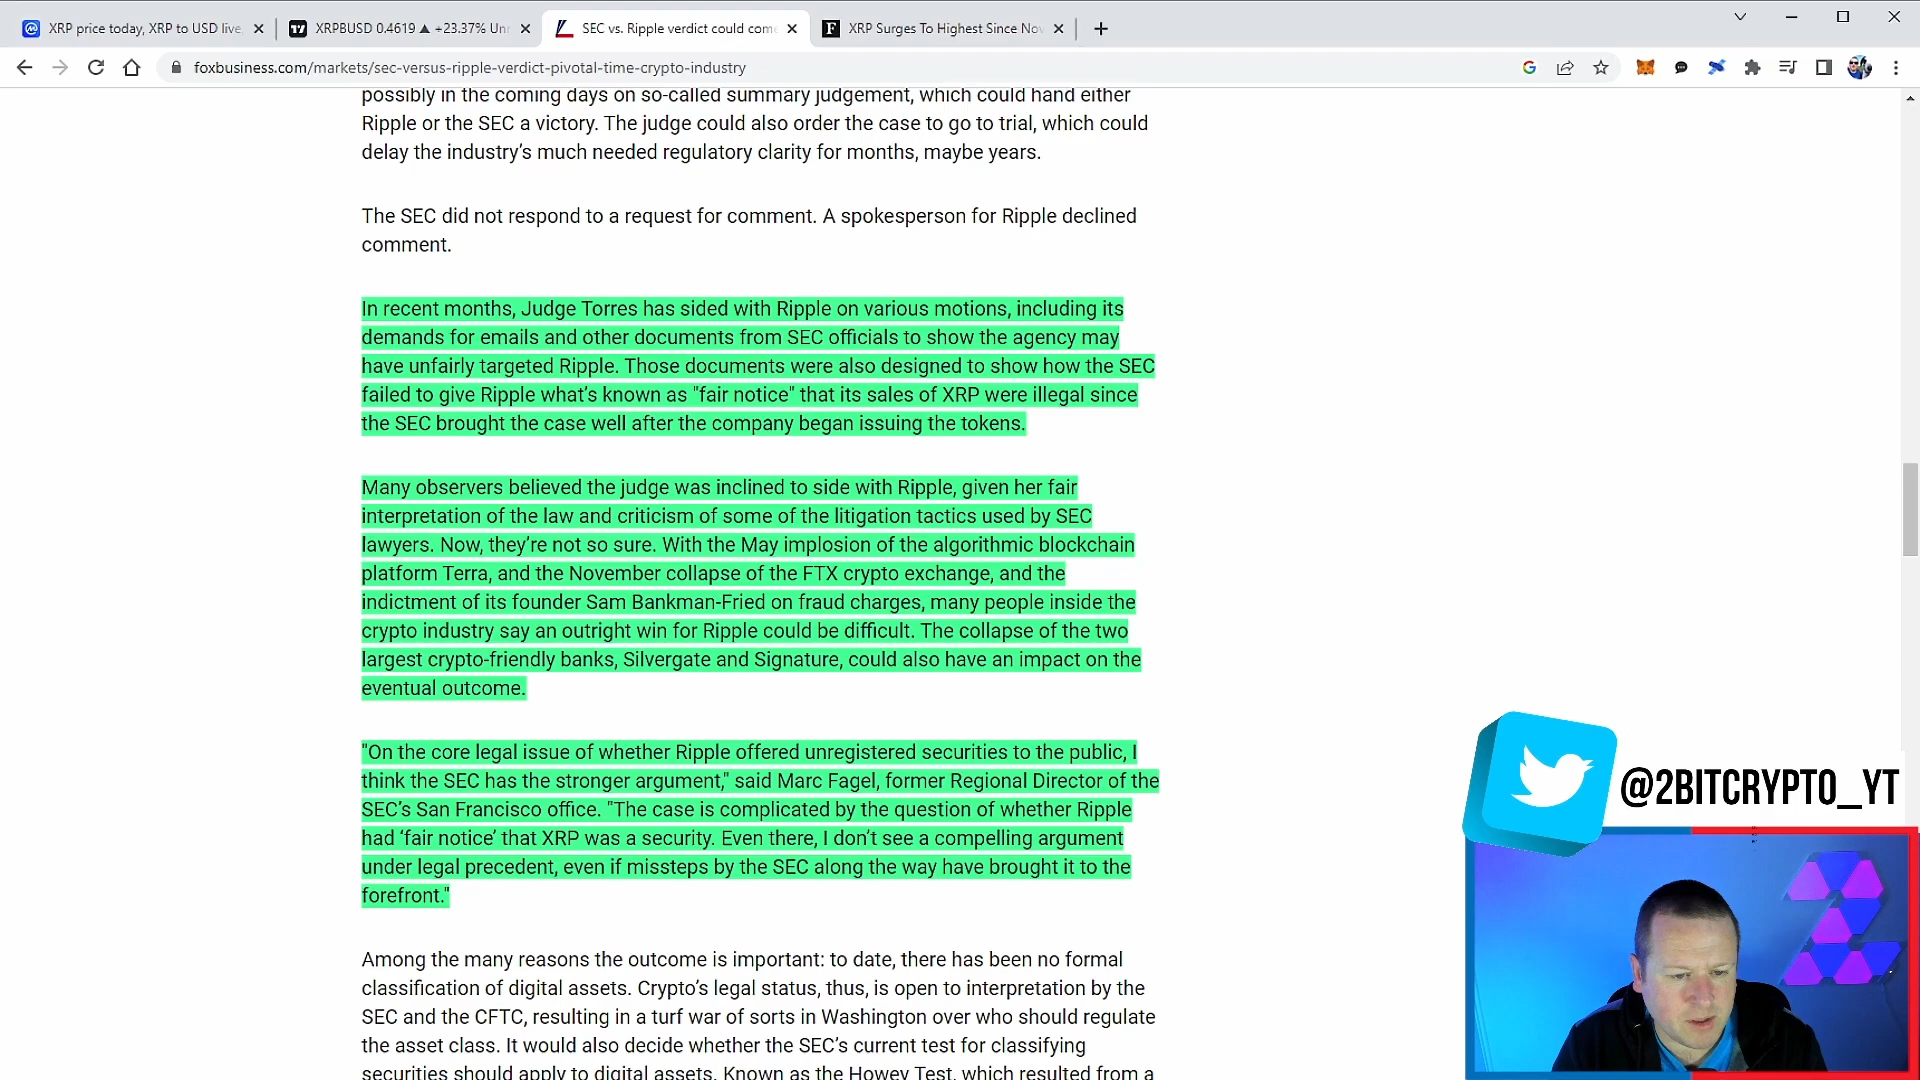 XRP price today, XRP to USD live,
XRPBUSD 0.4619 ▲ +23.37% Un
SEC vs. Ripple verdict could com
XRP Surges To Highest Since Nov
foxbusiness.com/markets/sec-versus-ripple-verdict-pivotal-time-crypto-industry
possibly in the coming days on so-called summary judgement, which could hand either
Ripple or the SEC a victory. The judge could also order the case to go to trial, which could
delay the industry’s much needed regulatory clarity for months, maybe years.
The SEC did not respond to a request for comment. A spokesperson for Ripple declined
comment.
In recent months, Judge Torres has sided with Ripple on various motions, including its
demands for emails and other documents from SEC officials to show the agency may
have unfairly targeted Ripple. Those documents were also designed to show how the SEC
failed to give Ripple what’s known as "fair notice" that its sales of XRP were illegal since
the SEC brought the case well after the company began issuing the tokens.
Many observers believed the judge was inclined to side with Ripple, given her fair
interpretation of the law and criticism of some of the litigation tactics used by SEC
lawyers. Now, they’re not so sure. With the May implosion of the algorithmic blockchain
platform Terra, and the November collapse of the FTX crypto exchange, and the
indictment of its founder Sam Bankman-Fried on fraud charges, many people inside the
crypto industry say an outright win for Ripple could be difficult. The collapse of the two
largest crypto-friendly banks, Silvergate and Signature, could also have an impact on the
eventual outcome.
"On the core legal issue of whether Ripple offered unregistered securities to the public, I
think the SEC has the stronger argument," said Marc Fagel, former Regional Director of the
SEC’s San Francisco office. "The case is complicated by the question of whether Ripple
had ‘fair notice’ that XRP was a security. Even there, I don’t see a compelling argument
under legal precedent, even if missteps by the SEC along the way have brought it to the
forefront."
@2BITCRYPTO_YT
Among the many reasons the outcome is important: to date, there has been no formal
classification of digital assets. Crypto’s legal status, thus, is open to interpretation by the
SEC and the CFTC, resulting in a turf war of sorts in Washington over who should regulate
the asset class. It would also decide whether the SEC’s current test for classifying
securities should apply to digital assets. Known as the Howey Test, which resulted from a